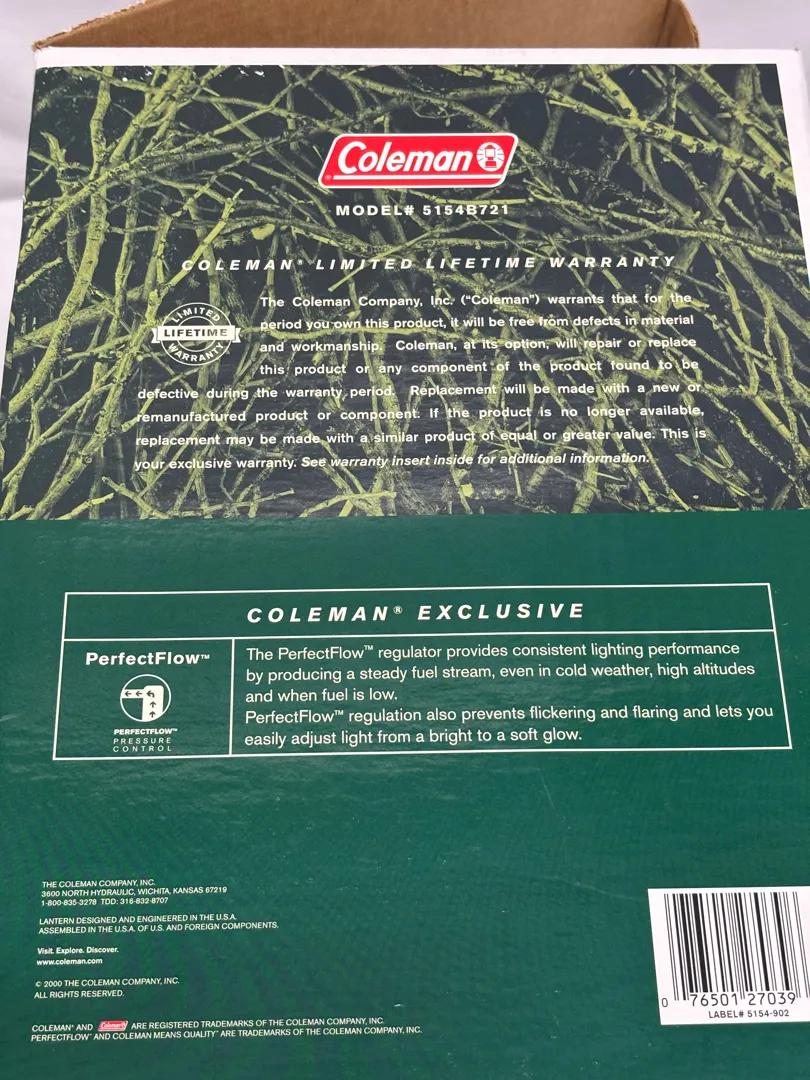 Coleman
MODEL# 5154B721
COLEMAN® LIMITED LIFETIME WARRANTY
LIMITED
LIFETIME
WARRANTY
The Coleman Company, Inc. ("Coleman") warrants that for the
period you own this product, it will be free from defects in material
and workmanship. Coleman, at its option, will repair or replace
this product or any component of the product found to be
defective during the warranty period. Replacement will be made with a new or
remanufactured product or component. If the product is no longer available,
replacement may be made with a similar product of equal or greater value. This is
your exclusive warranty. See warranty insert inside for additional information.
COLEMAN® EXCLUSIVE
PerfectFlow™
PERFECTFLOW™
PRESSURE
CONTROL
The PerfectFlow™ regulator provides consistent lighting performance
by producing a steady fuel stream, even in cold weather, high altitudes
and when fuel is low.
PerfectFlow™ regulation also prevents flickering and flaring and lets you
easily adjust light from a bright to a soft glow.
THE COLEMAN COMPANY, INC.
3600 NORTH HYDRAULIC, WICHITA, KANSAS 67219
1-800-835-3278 TDD: 316-832-8707
LANTERN DESIGNED AND ENGINEERED IN THE U.S.A.
ASSEMBLED IN THE U.S.A. OF U.S. AND FOREIGN COMPONENTS.
Visit. Explore. Discover.
www.coleman.com
© 2000 THE COLEMAN COMPANY, INC.
ALL RIGHTS RESERVED.
COLEMAN® AND Coleman ARE REGISTERED TRADEMARKS OF THE COLEMAN COMPANY, INC.
PERFECTFLOW™ AND COLEMAN MEANS QUALITY™ ARE TRADEMARKS OF THE COLEMAN COMPANY, INC.
0 76501 27039
LABEL# 5154-902